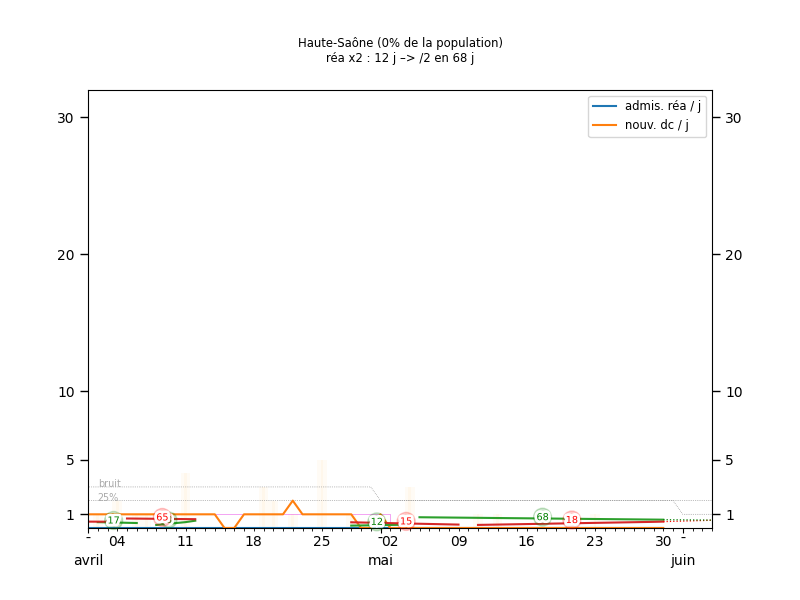 Haute-Saône (0% de la population)
réa x2 : 12 j –> /2 en 68 j
admis. réa / j
nouv. dc / j
30 30
20 20
10 10
5 5
bruit
25%
1 1
17 65 12 15 68 18
- 04 11 18 25 - 02 09 16 23 30 -
avril mai juin